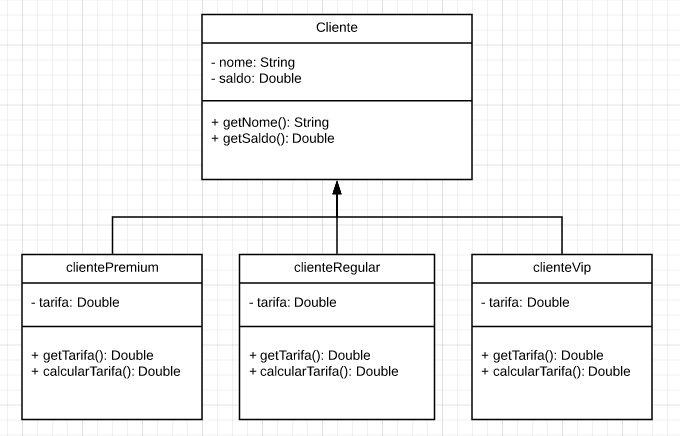 Cliente
- nome: String
- saldo: Double
+ getNome(): String
+ getSaldo(): Double
clientePremium
- tarifa: Double
+ getTarifa(): Double
+ calcularTarifa(): Double
clienteRegular
- tarifa: Double
+ getTarifa(): Double
+ calcularTarifa(): Double
clienteVip
- tarifa: Double
+ getTarifa(): Double
+ calcularTarifa(): Double